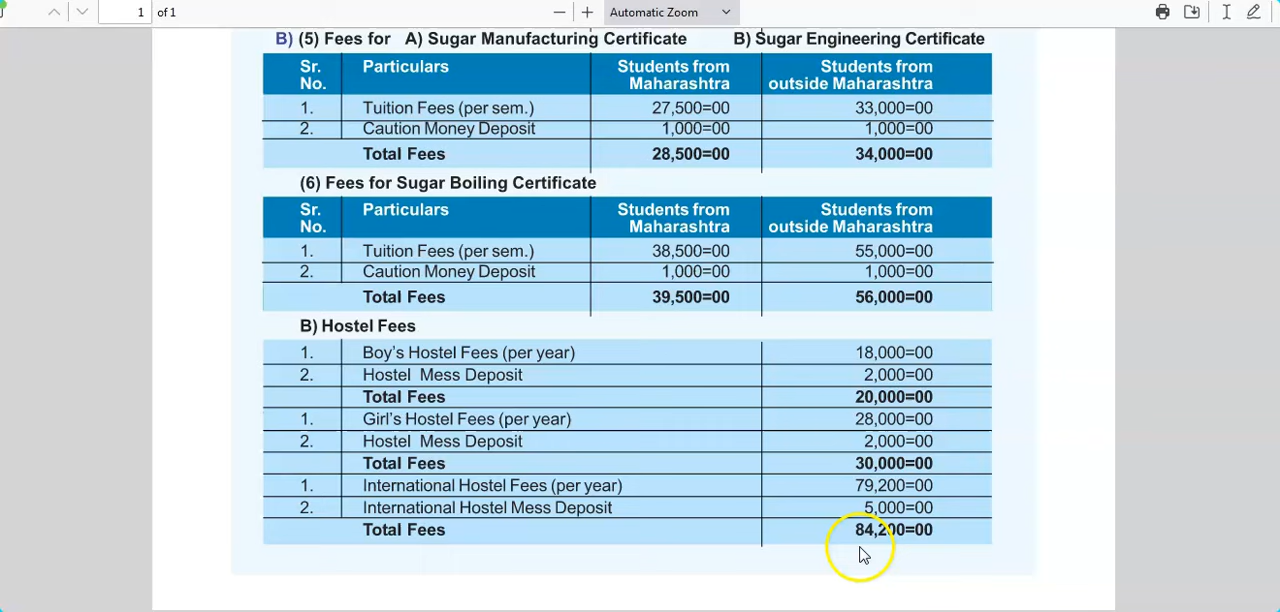 1 of 1 Automatic Zoom
B) (5) Fees for A) Sugar Manufacturing Certificate B) Sugar Engineering Certificate
Sr. No. Particulars Students from Maharashtra Students from outside Maharashtra
1. Tuition Fees (per sem.) 27,500=00 33,000=00
2. Caution Money Deposit 1,000=00 1,000=00
Total Fees 28,500=00 34,000=00
(6) Fees for Sugar Boiling Certificate
Sr. No. Particulars Students from Maharashtra Students from outside Maharashtra
1. Tuition Fees (per sem.) 38,500=00 55,000=00
2. Caution Money Deposit 1,000=00 1,000=00
Total Fees 39,500=00 56,000=00
B) Hostel Fees
1. Boy's Hostel Fees (per year) 18,000=00
2. Hostel Mess Deposit 2,000=00
Total Fees 20,000=00
1. Girl's Hostel Fees (per year) 28,000=00
2. Hostel Mess Deposit 2,000=00
Total Fees 30,000=00
1. International Hostel Fees (per year) 79,200=00
2. International Hostel Mess Deposit 5,000=00
Total Fees 84,200=00